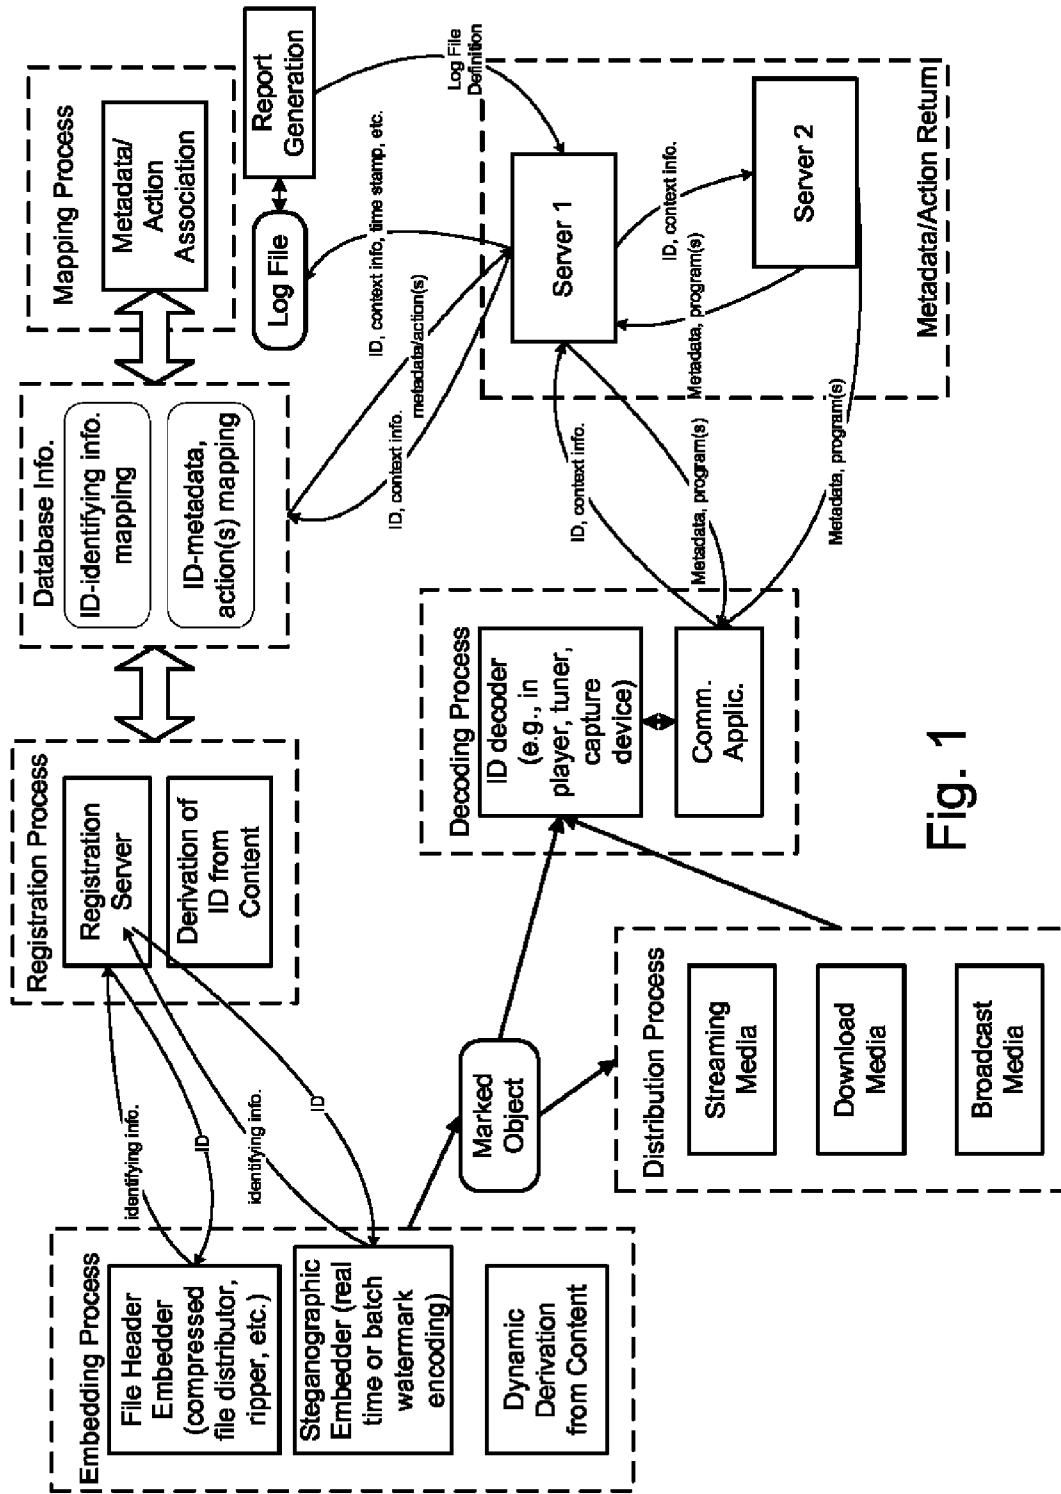 Embedding Process
File Header
Embedder
(compressed
file distributor,
ripper, etc.)
Steganographic
Embedder (real
time or batch
watermark
encoding)
Dynamic
Derivation
from Content
identifying info.
ID
identifying info.
ID
Registration Process
Registration
Server
Derivation of
ID from
Content
Database Info.
ID-identifying info.
mapping
ID-metadata,
action(s) mapping
Mapping Process
Metadata/
Action
Association
Marked
Object
Distribution Process
Streaming
Media
Download
Media
Broadcast
Media
Decoding Process
ID decoder
(e.g., in
player, tuner,
capture
device)
Comm.
Applic.
Log File
Report
Generation
Log File
Definition
ID, context info, time stamp, etc.
metadata/action(s)
ID, context info.
Server 1
ID, context info.
Metadata, program(s)
Server 2
Metadata/Action Return
ID, context info.
Metadata, program(s)
Metadata, program(s)
Fig. 1